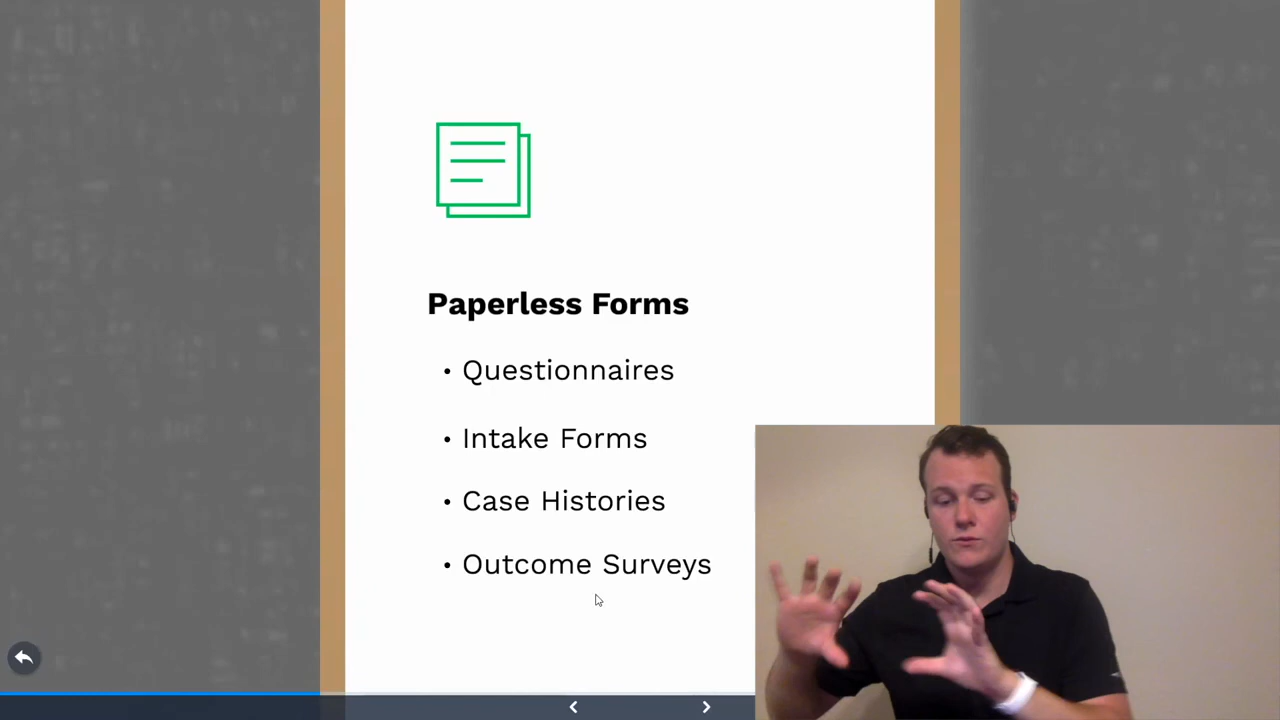 Paperless Forms
• Questionnaires
• Intake Forms
• Case Histories
• Outcome Surveys